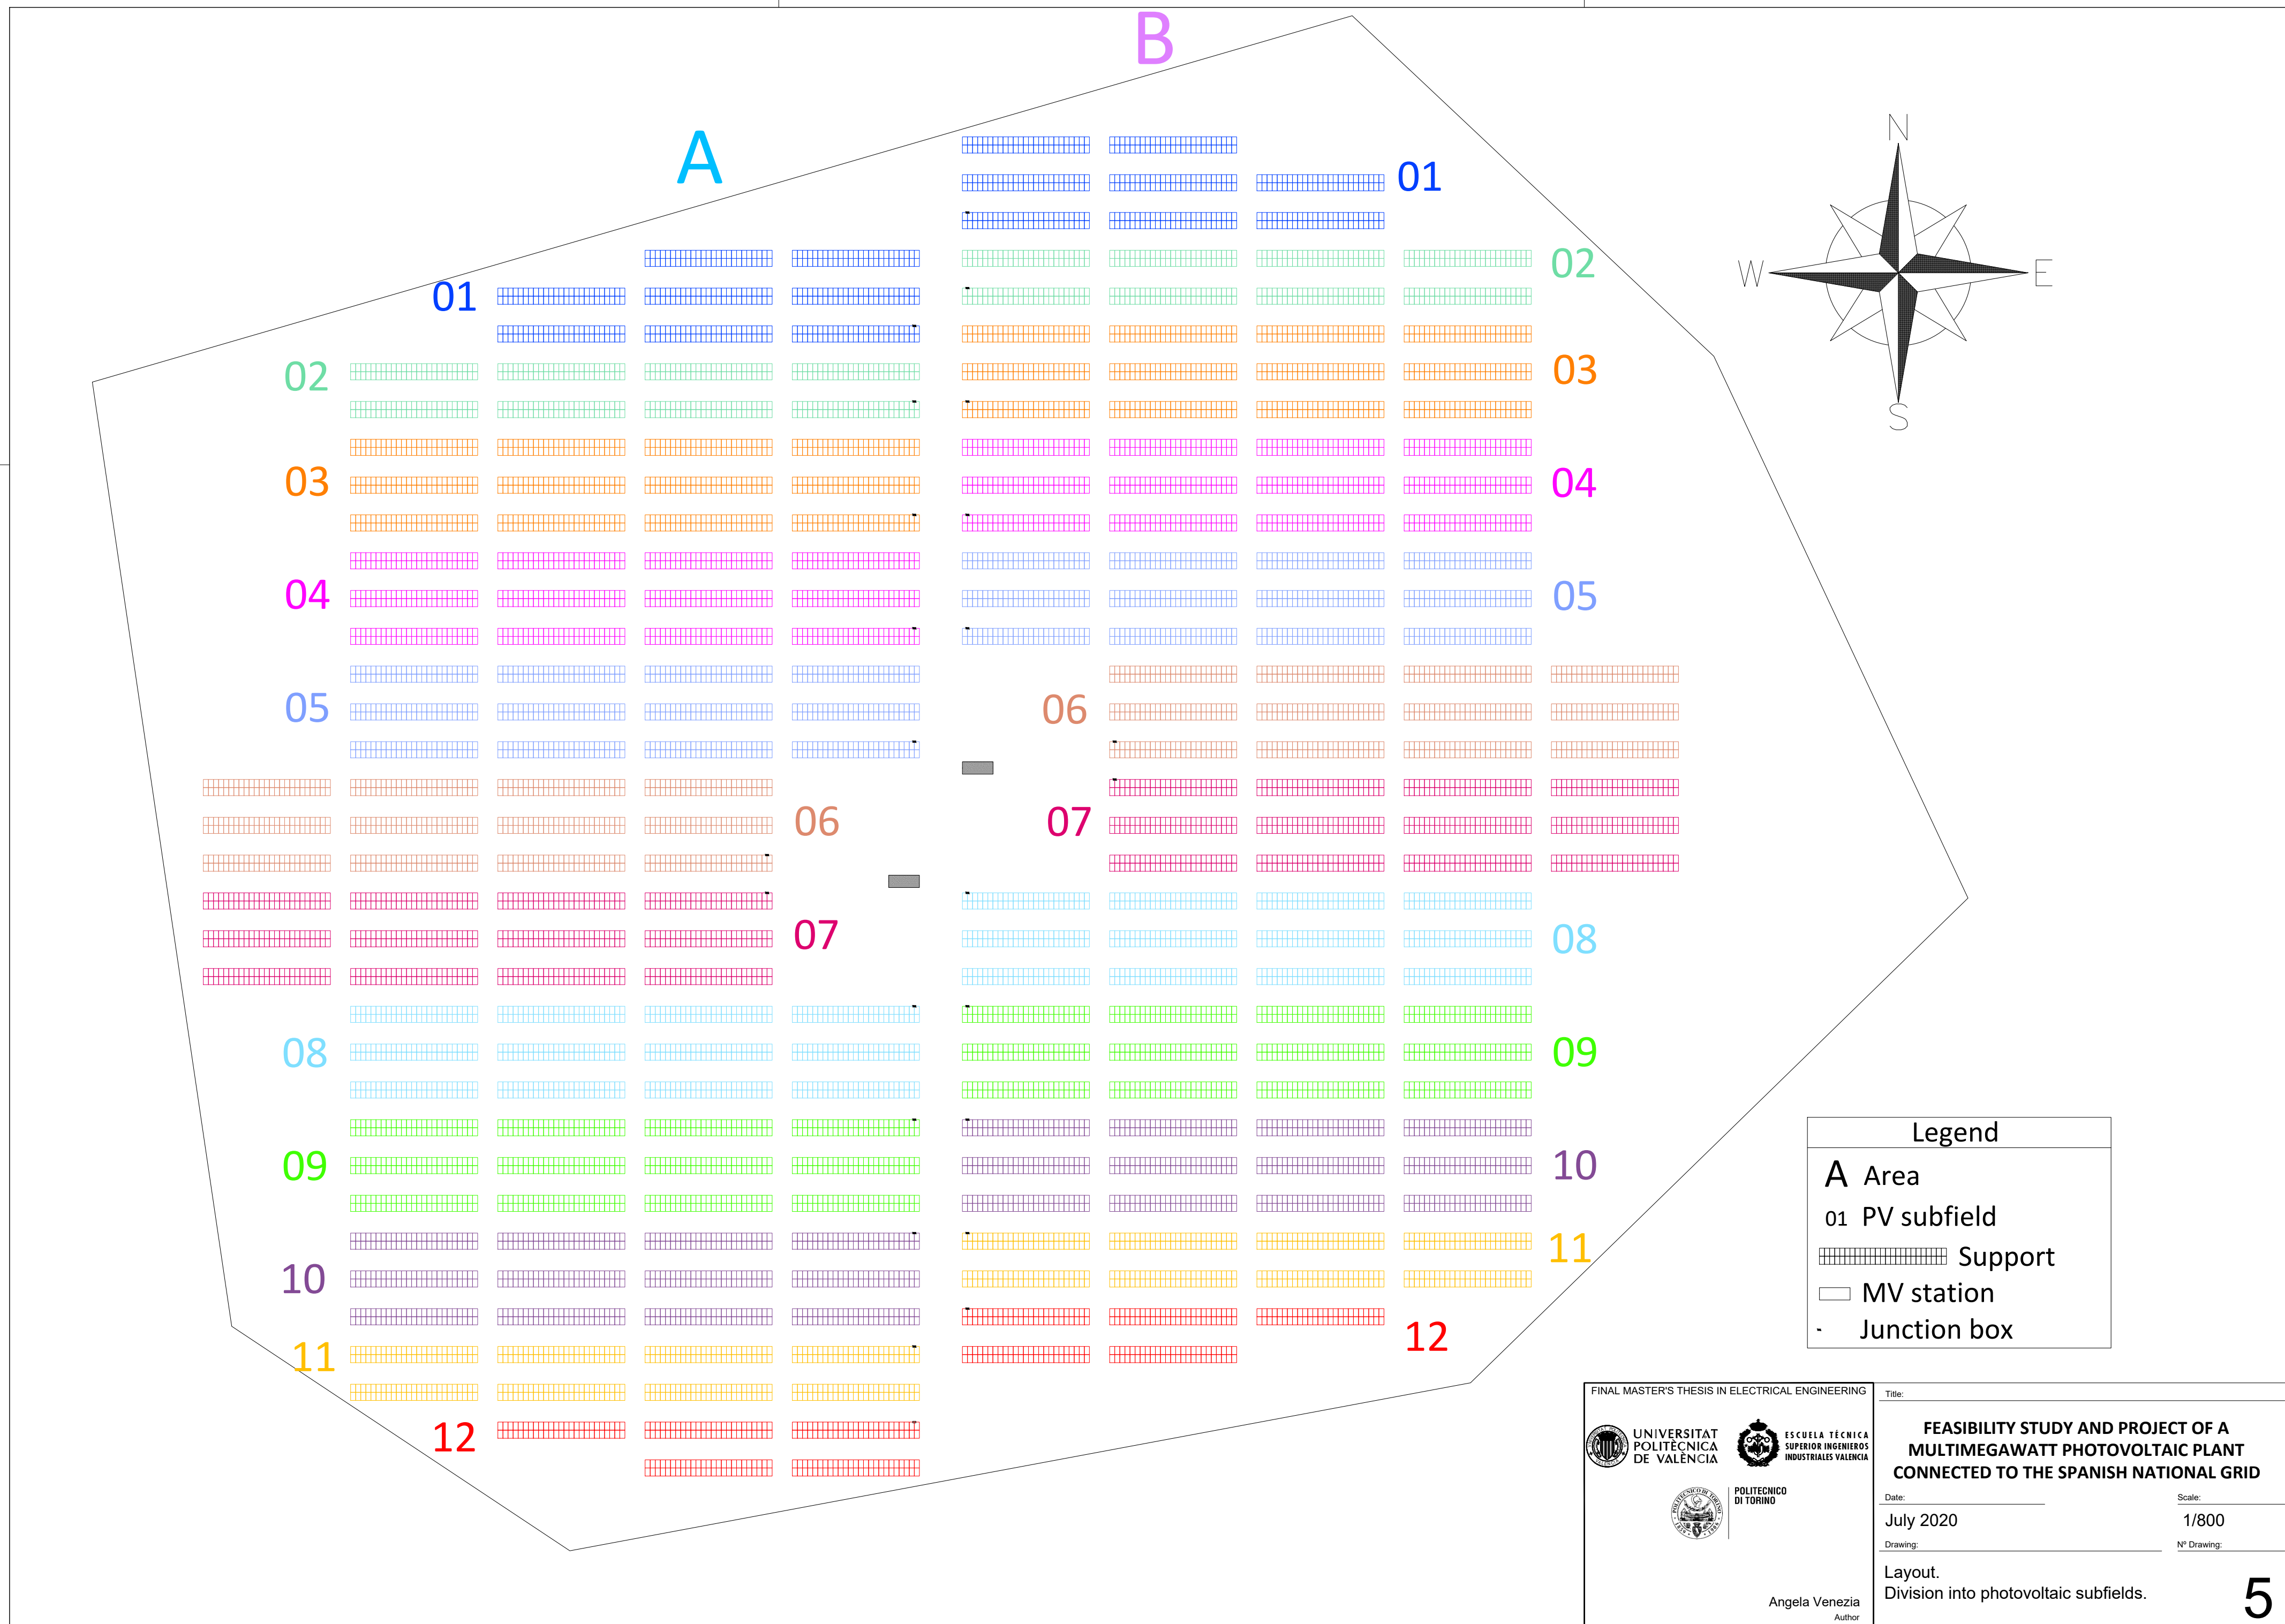 B
A
01
01
02
02
03
03
04
04
05
05
06
06
07
07
08
08
09
09
10
10
11
11
12
12
N
W
E
S
Legend
A Area
01 PV subfield
Support
MV station
Junction box
FINAL MASTER'S THESIS IN ELECTRICAL ENGINEERING
UNIVERSITAT
POLITÈCNICA
DE VALÈNCIA
ESCUELA TÈCNICA
SUPERIOR INGENIEROS
INDUSTRIALES VALENCIA
POLITECNICO
DI TORINO
Angela Venezia
Author
Title:
FEASIBILITY STUDY AND PROJECT OF A
MULTIMEGAWATT PHOTOVOLTAIC PLANT
CONNECTED TO THE SPANISH NATIONAL GRID
Date:
Scale:
July 2020
1/800
Drawing:
Nº Drawing:
Layout.
Division into photovoltaic subfields.
5